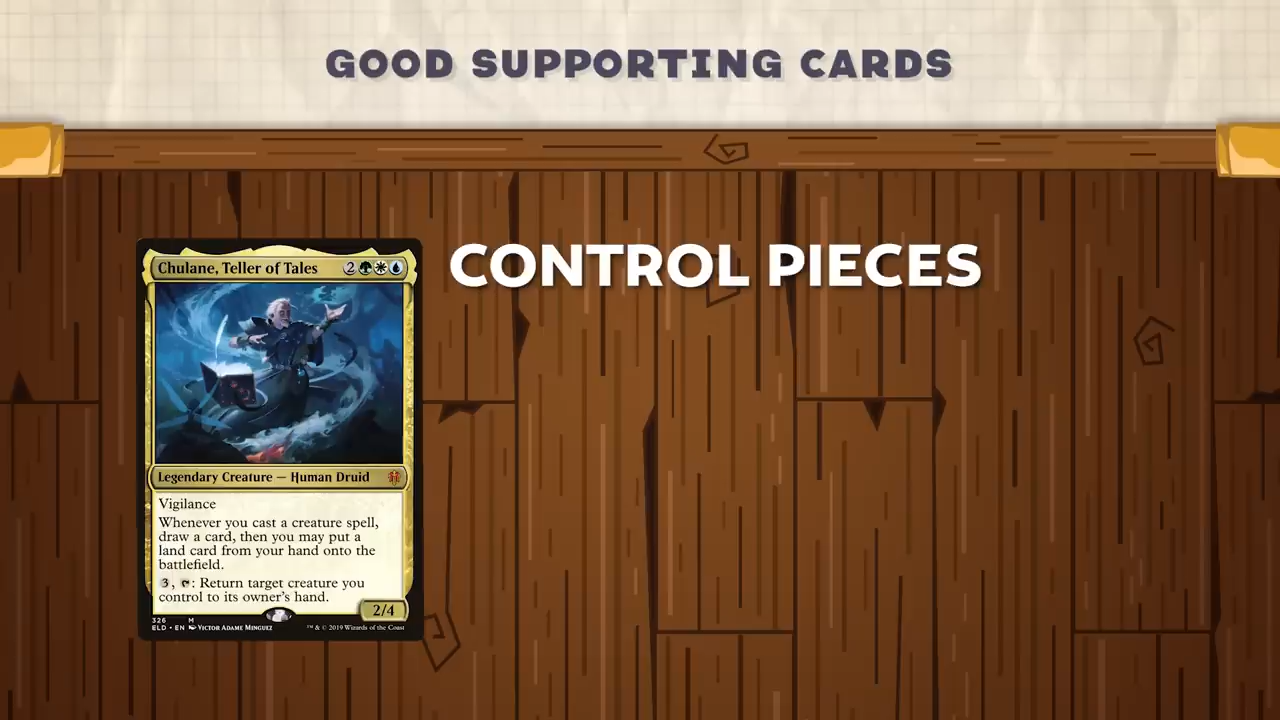 GOOD SUPPORTING CARDS
CONTROL PIECES
Chulane, Teller of Tales 2
Legendary Creature — Human Druid
Vigilance
Whenever you cast a creature spell,
draw a card, then you may put a
land card from your hand onto the
battlefield.
3, : Return target creature you
control to its owner's hand.
2/4
326 M
ELD • EN Victor Adame Minguez ™ & © 2019 Wizards of the Coast